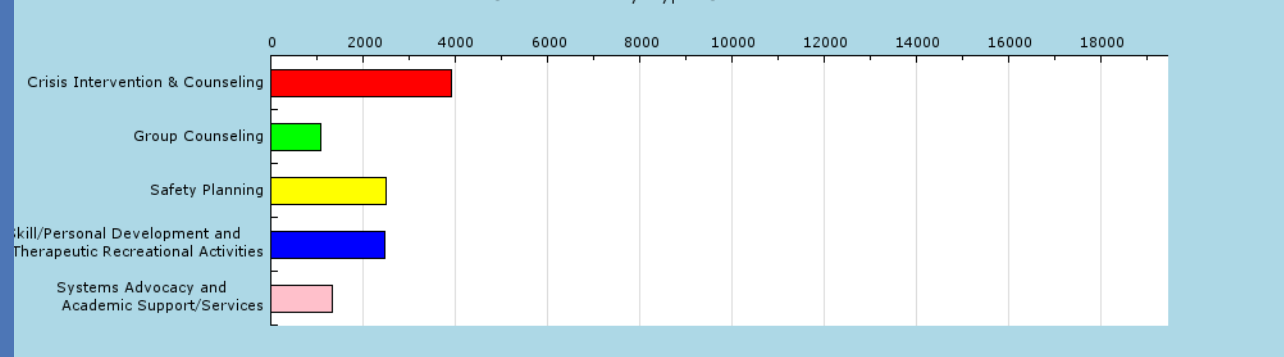 0 2000 4000 6000 8000 10000 12000 14000 16000 18000
Crisis Intervention & Counseling
Group Counseling
Safety Planning
Skill/Personal Development and
Therapeutic Recreational Activities
Systems Advocacy and
Academic Support/Services